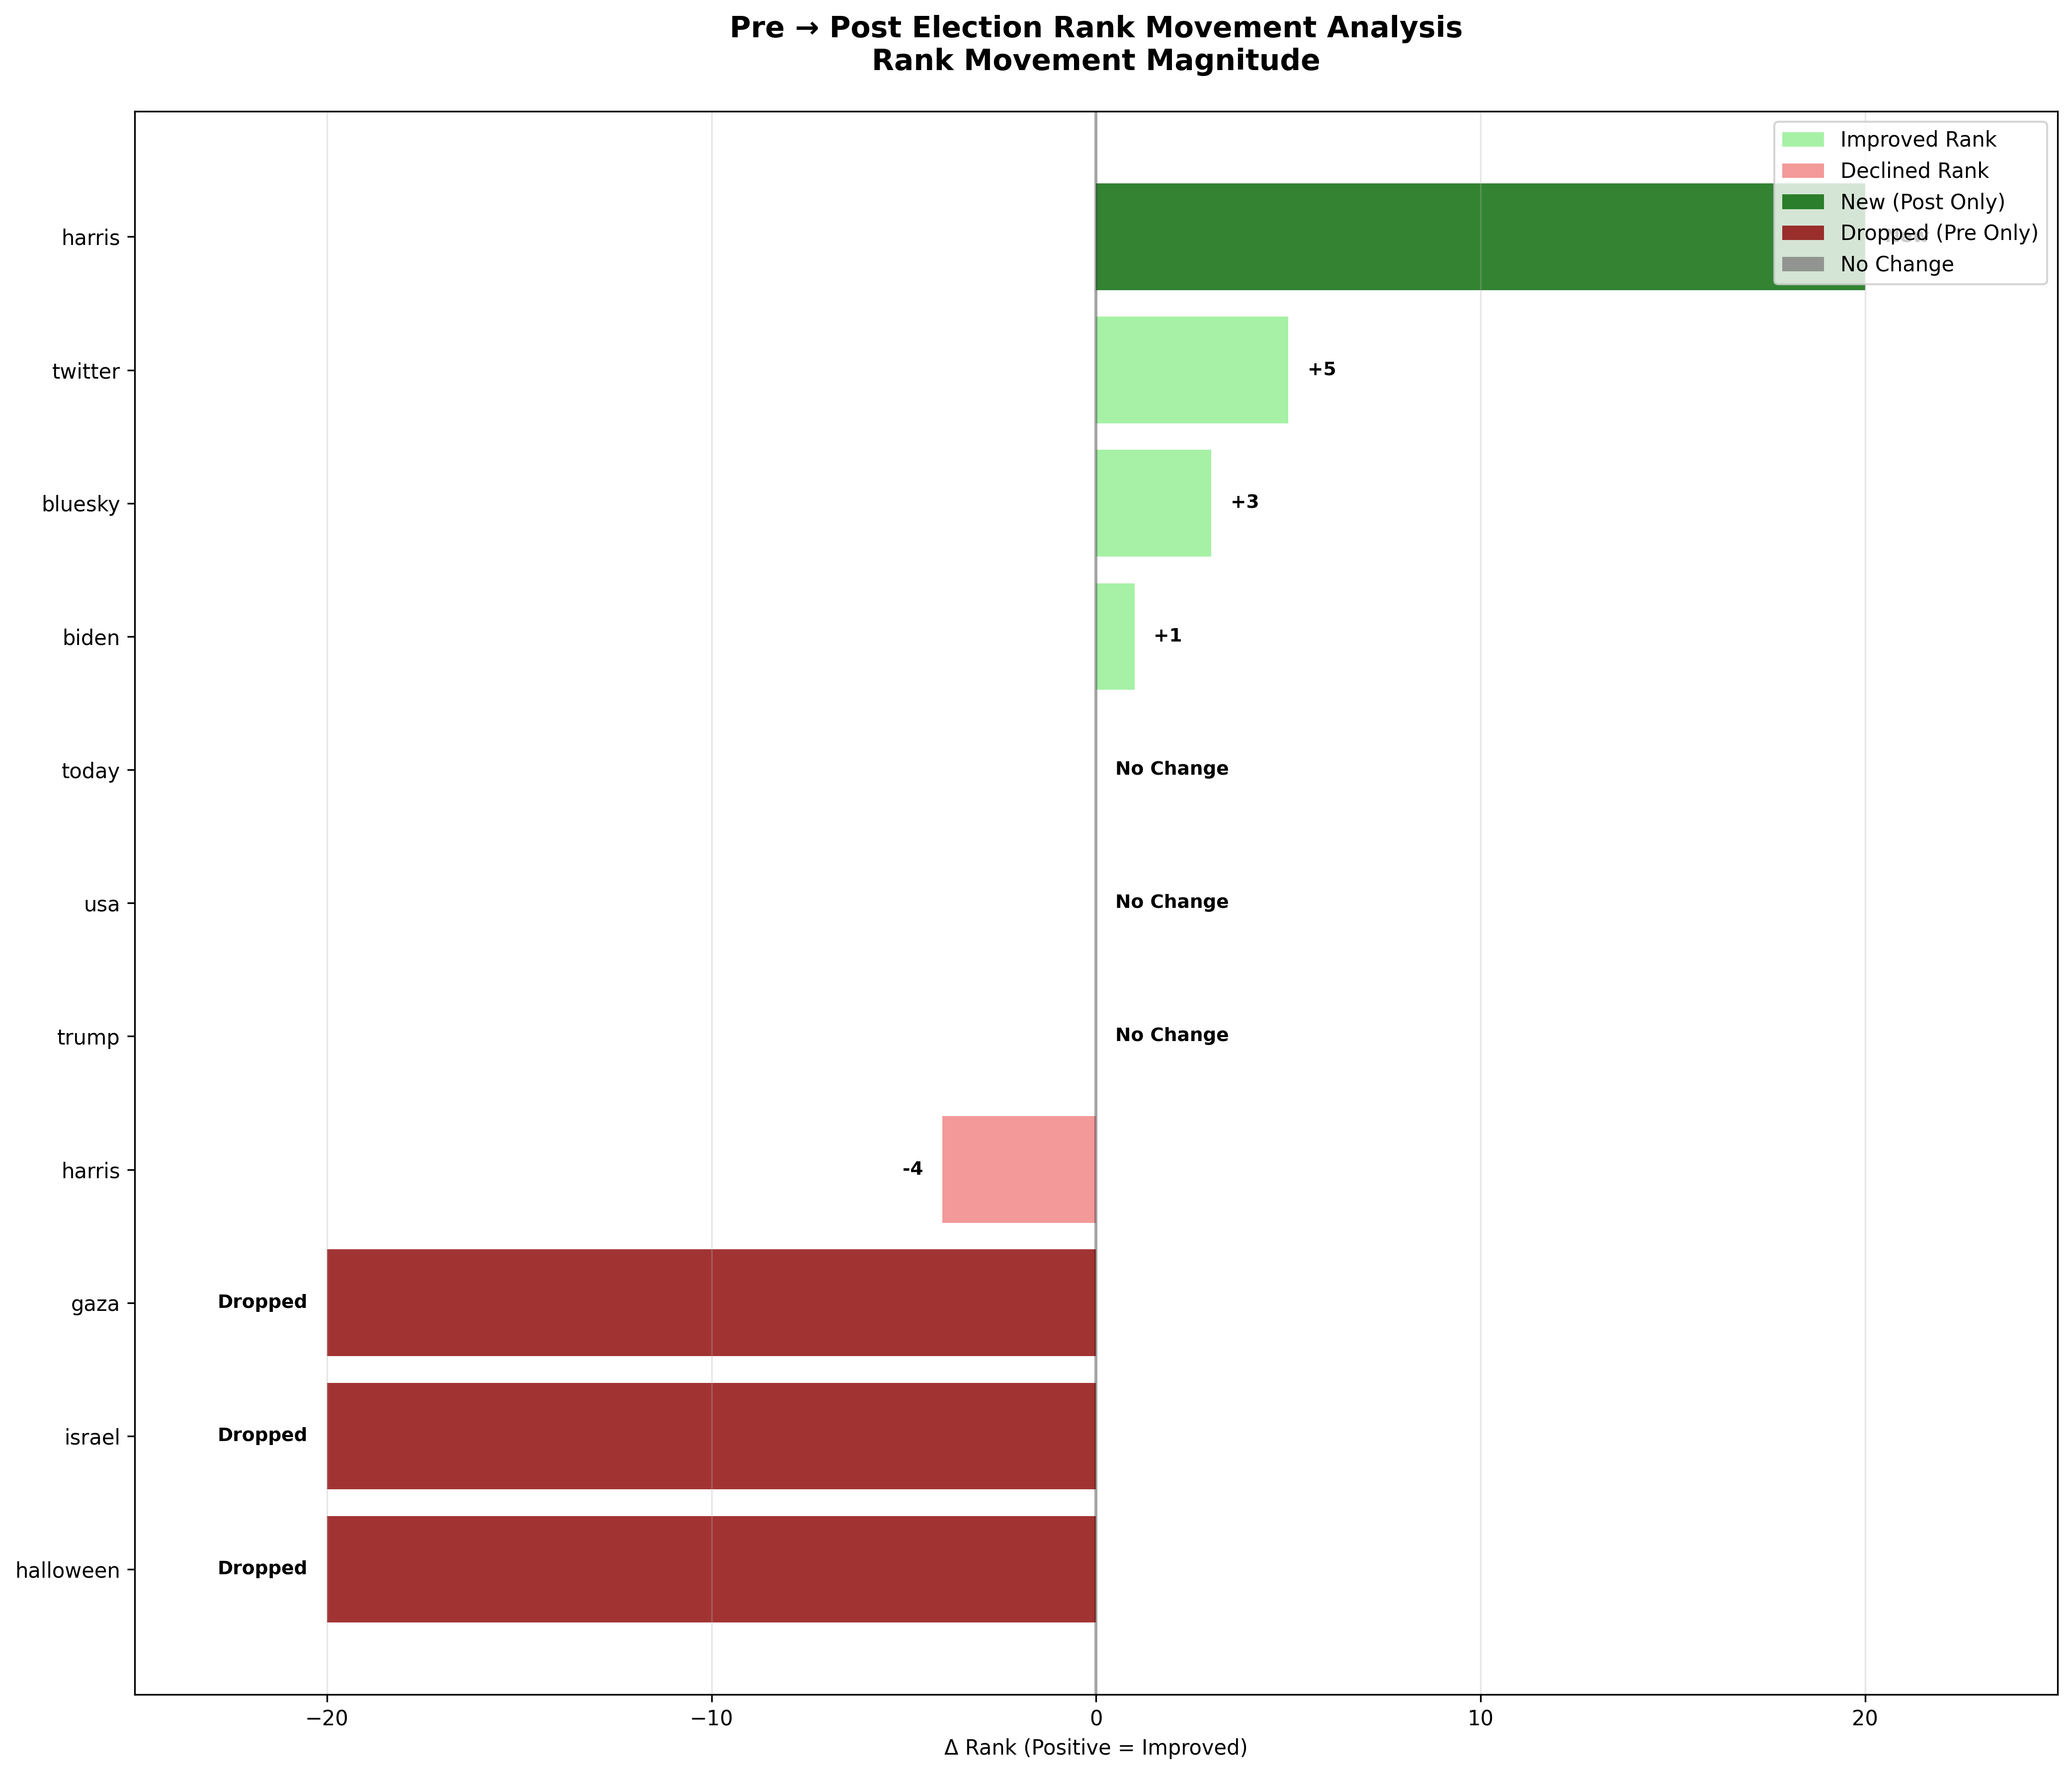 Pre → Post Election Rank Movement Analysis
Rank Movement Magnitude
Improved Rank
Declined Rank
New (Post Only)
Dropped (Pre Only)
No Change
harris
twitter
+5
bluesky
+3
biden
+1
today
No Change
usa
No Change
trump
No Change
harris
-4
gaza
Dropped
israel
Dropped
halloween
Dropped
−20
−10
0
10
20
Δ Rank (Positive = Improved)